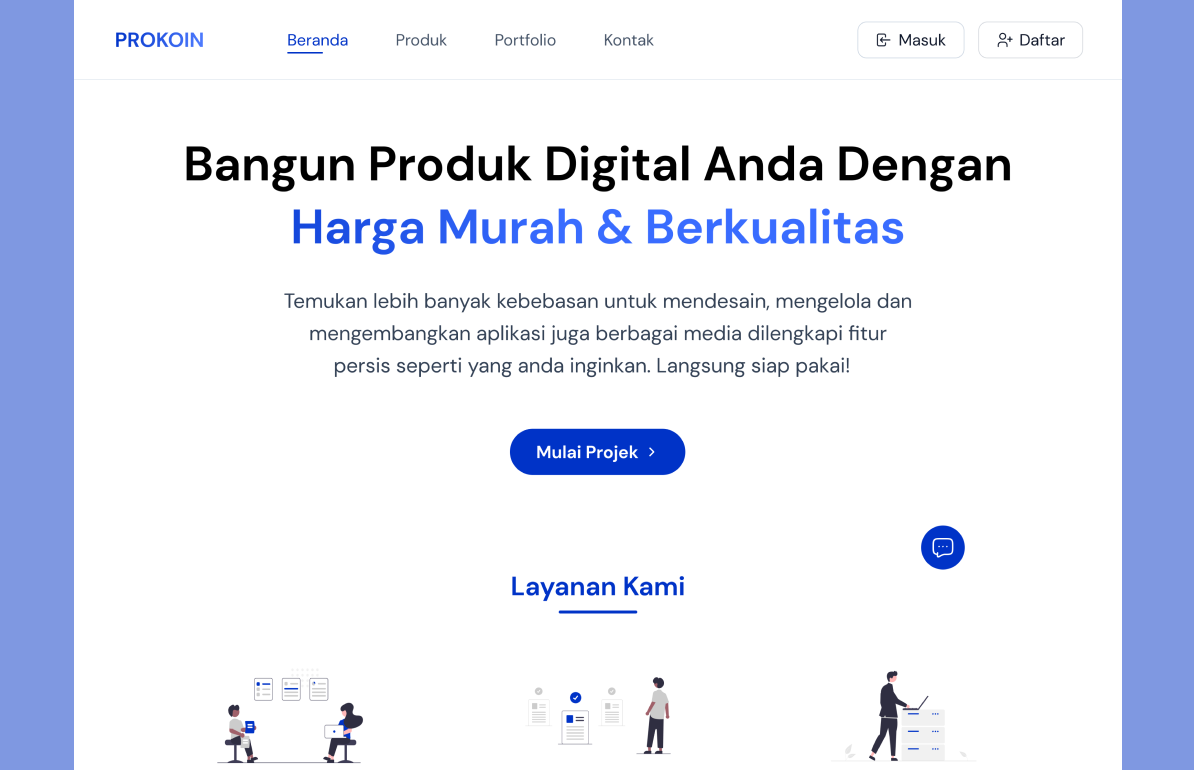 PROKOIN
Beranda
Produk
Portfolio
Kontak
Masuk
Daftar
Bangun Produk Digital Anda Dengan
Harga Murah & Berkualitas
Temukan lebih banyak kebebasan untuk mendesain, mengelola dan
mengembangkan aplikasi juga berbagai media dilengkapi fitur
persis seperti yang anda inginkan. Langsung siap pakai!
Mulai Projek
Layanan Kami